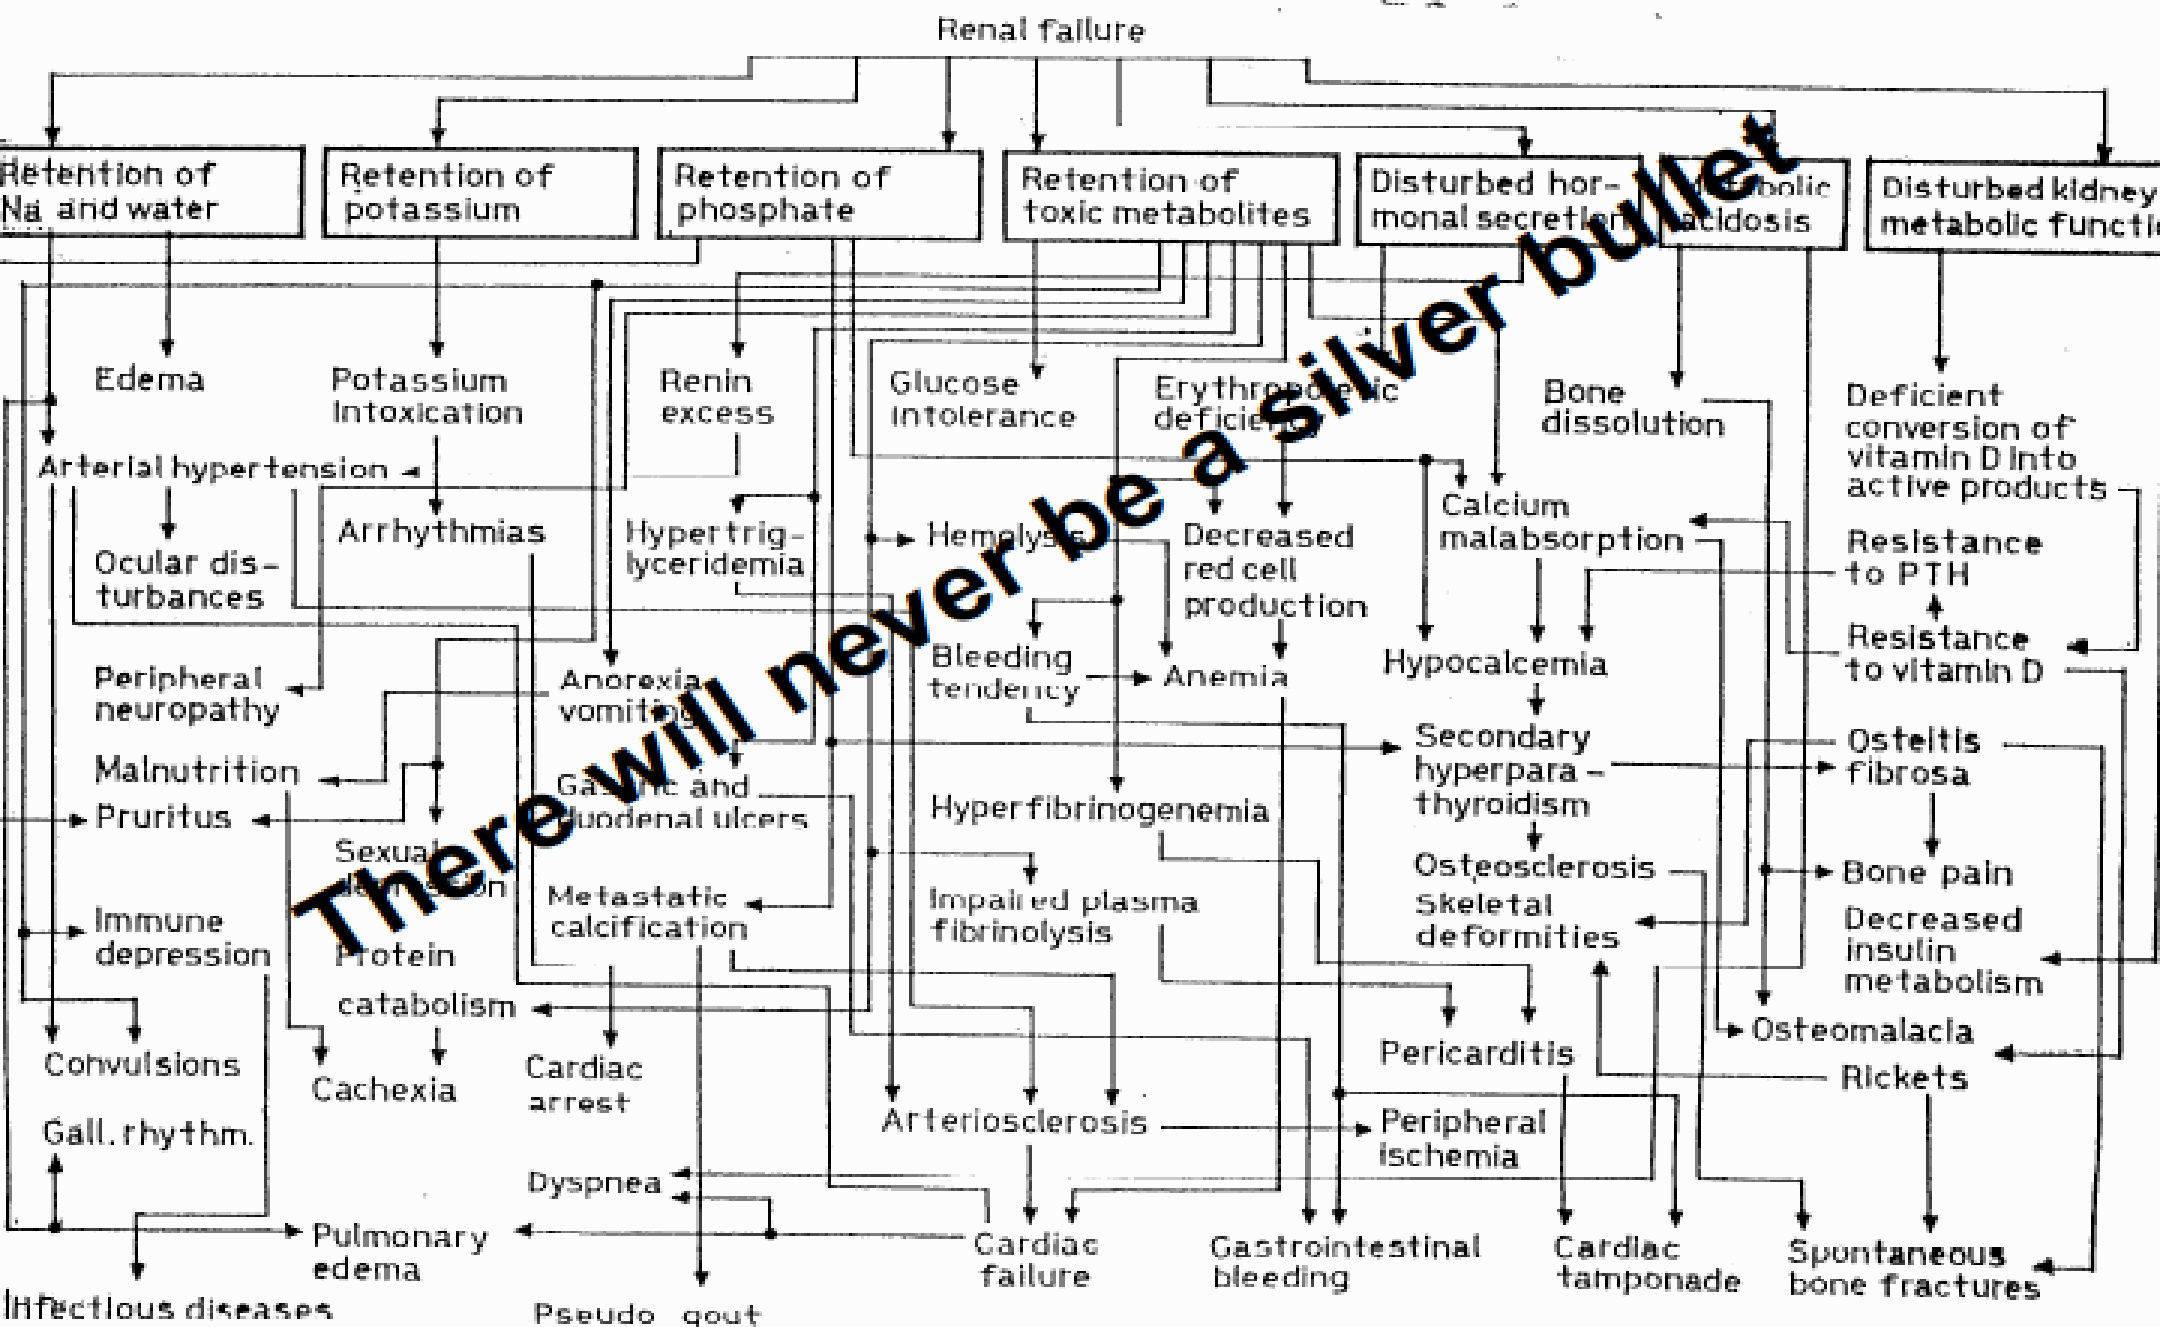 Renal failure
Retention of
Na and water
Retention of
potassium
Retention of
phosphate
Retention of
toxic metabolites
Disturbed hor-
monal secretion
acidosis
Disturbed kidney
metabolic functi
Edema
Potassium
intoxication
Renin
excess
Glucose
intolerance
Bone
dissolution
Deficient
conversion of
vitamin D into
active products
Arterial hypertension
Arrhythmias
Hypertrig-
lyceridemia
Hemolysis
Decreased
red cell
production
Calcium
malabsorption
Resistance
to PTH
Ocular dis-
turbances
Resistance
to vitamin D
Peripheral
neuropathy
Anorexia
vomiting
Bleeding
tendency
Anemia
Hypocalcemia
Malnutrition
Pruritus
and
duodenal ulcers
Hyperfibrinogenemia
Secondary
hyperpara-
thyroidism
Osteitis
fibrosa
Sexual
Osteosclerosis
Bone pain
Immune
depression
Metastatic
calcification
Impaired plasma
fibrinolysis
Skeletal
deformities
Decreased
insulin
metabolism
Protein
catabolism
Convulsions
Cachexia
Cardiac
arrest
Pericarditis
Osteomalacia
Rickets
Gall. rhythm.
Arteriosclerosis
Peripheral
ischemia
Dyspnea
Pulmonary
edema
Cardiac
failure
Gastrointestinal
bleeding
Cardiac
tamponade
Spontaneous
bone fractures
Infectious diseases
Pseudo gout
There will never be a silver bullet